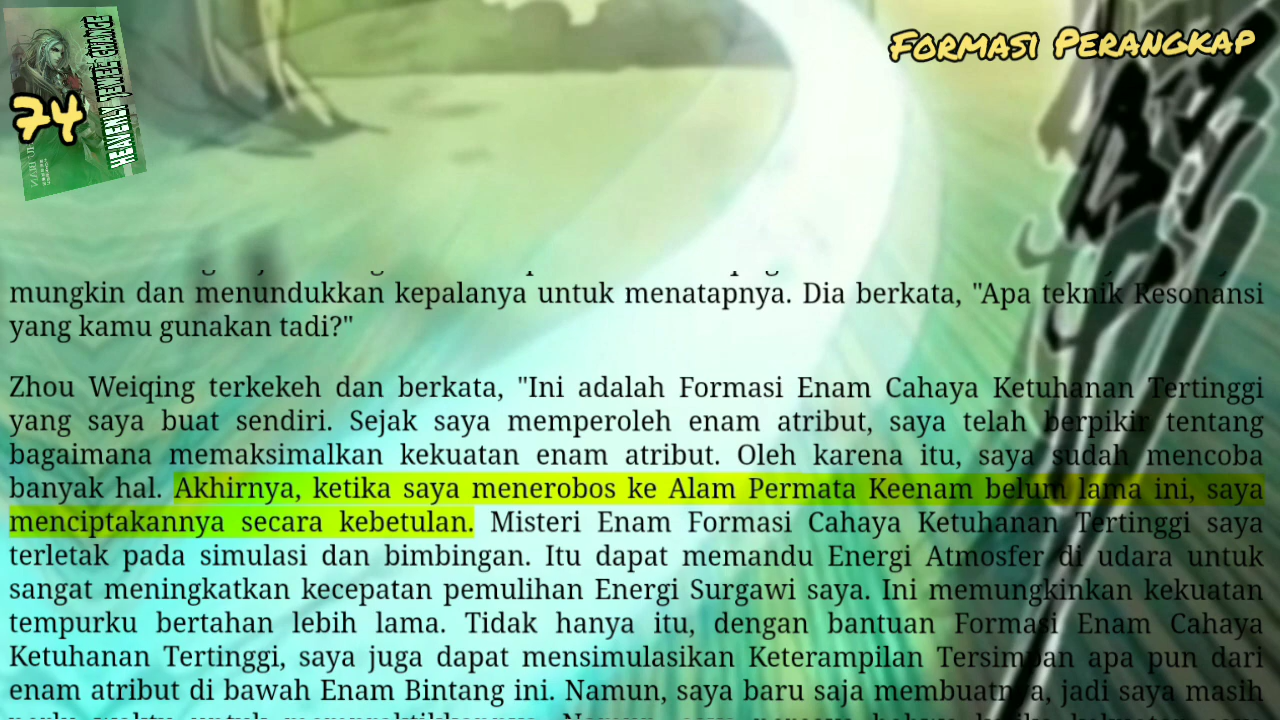 HEAVENLY JEWEL CHANGE
74
FORMASI PERANGKAP
mungkin dan menundukkan kepalanya untuk menatapnya. Dia berkata, "Apa teknik Resonansi
yang kamu gunakan tadi?"
Zhou Weiqing terkekeh dan berkata, "Ini adalah Formasi Enam Cahaya Ketuhanan Tertinggi
yang saya buat sendiri. Sejak saya memperoleh enam atribut, saya telah berpikir tentang
bagaimana memaksimalkan kekuatan enam atribut. Oleh karena itu, saya sudah mencoba
banyak hal. Akhirnya, ketika saya menerobos ke Alam Permata Keenam belum lama ini, saya
menciptakannya secara kebetulan. Misteri Enam Formasi Cahaya Ketuhanan Tertinggi saya
terletak pada simulasi dan bimbingan. Itu dapat memandu Energi Atmosfer di udara untuk
sangat meningkatkan kecepatan pemulihan Energi Surgawi saya. Ini memungkinkan kekuatan
tempurku bertahan lebih lama. Tidak hanya itu, dengan bantuan Formasi Enam Cahaya
Ketuhanan Tertinggi, saya juga dapat mensimulasikan Keterampilan Tersimpan apa pun dari
enam atribut di bawah Enam Bintang ini. Namun, saya baru saja membuatnya, jadi saya masih